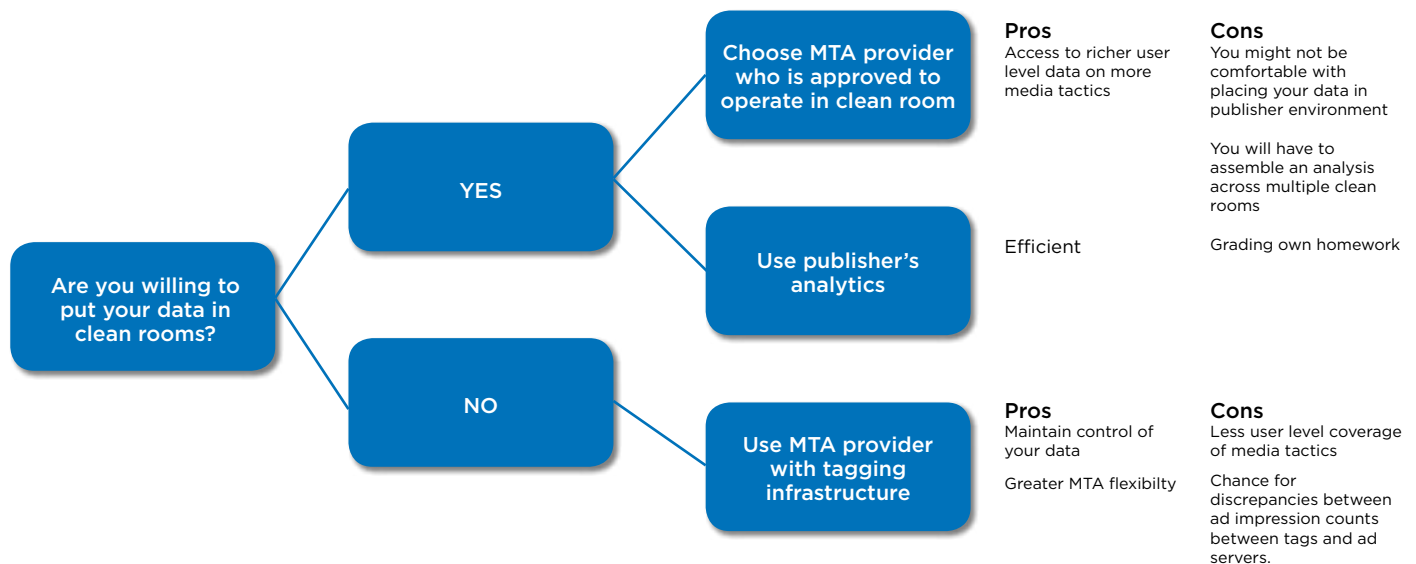 Are you willing to
put your data in
clean rooms?
YES
NO
Choose MTA provider
who is approved to
operate in clean room
Pros
Access to richer user
level data on more
media tactics
Cons
You might not be
comfortable with
placing your data in
publisher environment
You will have to
assemble an analysis
across multiple clean
rooms
Use publisher's
analytics
Efficient
Grading own homework
Use MTA provider
with tagging
infrastructure
Pros
Maintain control of
your data
Greater MTA flexibilty
Cons
Less user level coverage
of media tactics
Chance for
discrepancies between
ad impression counts
between tags and ad
servers.